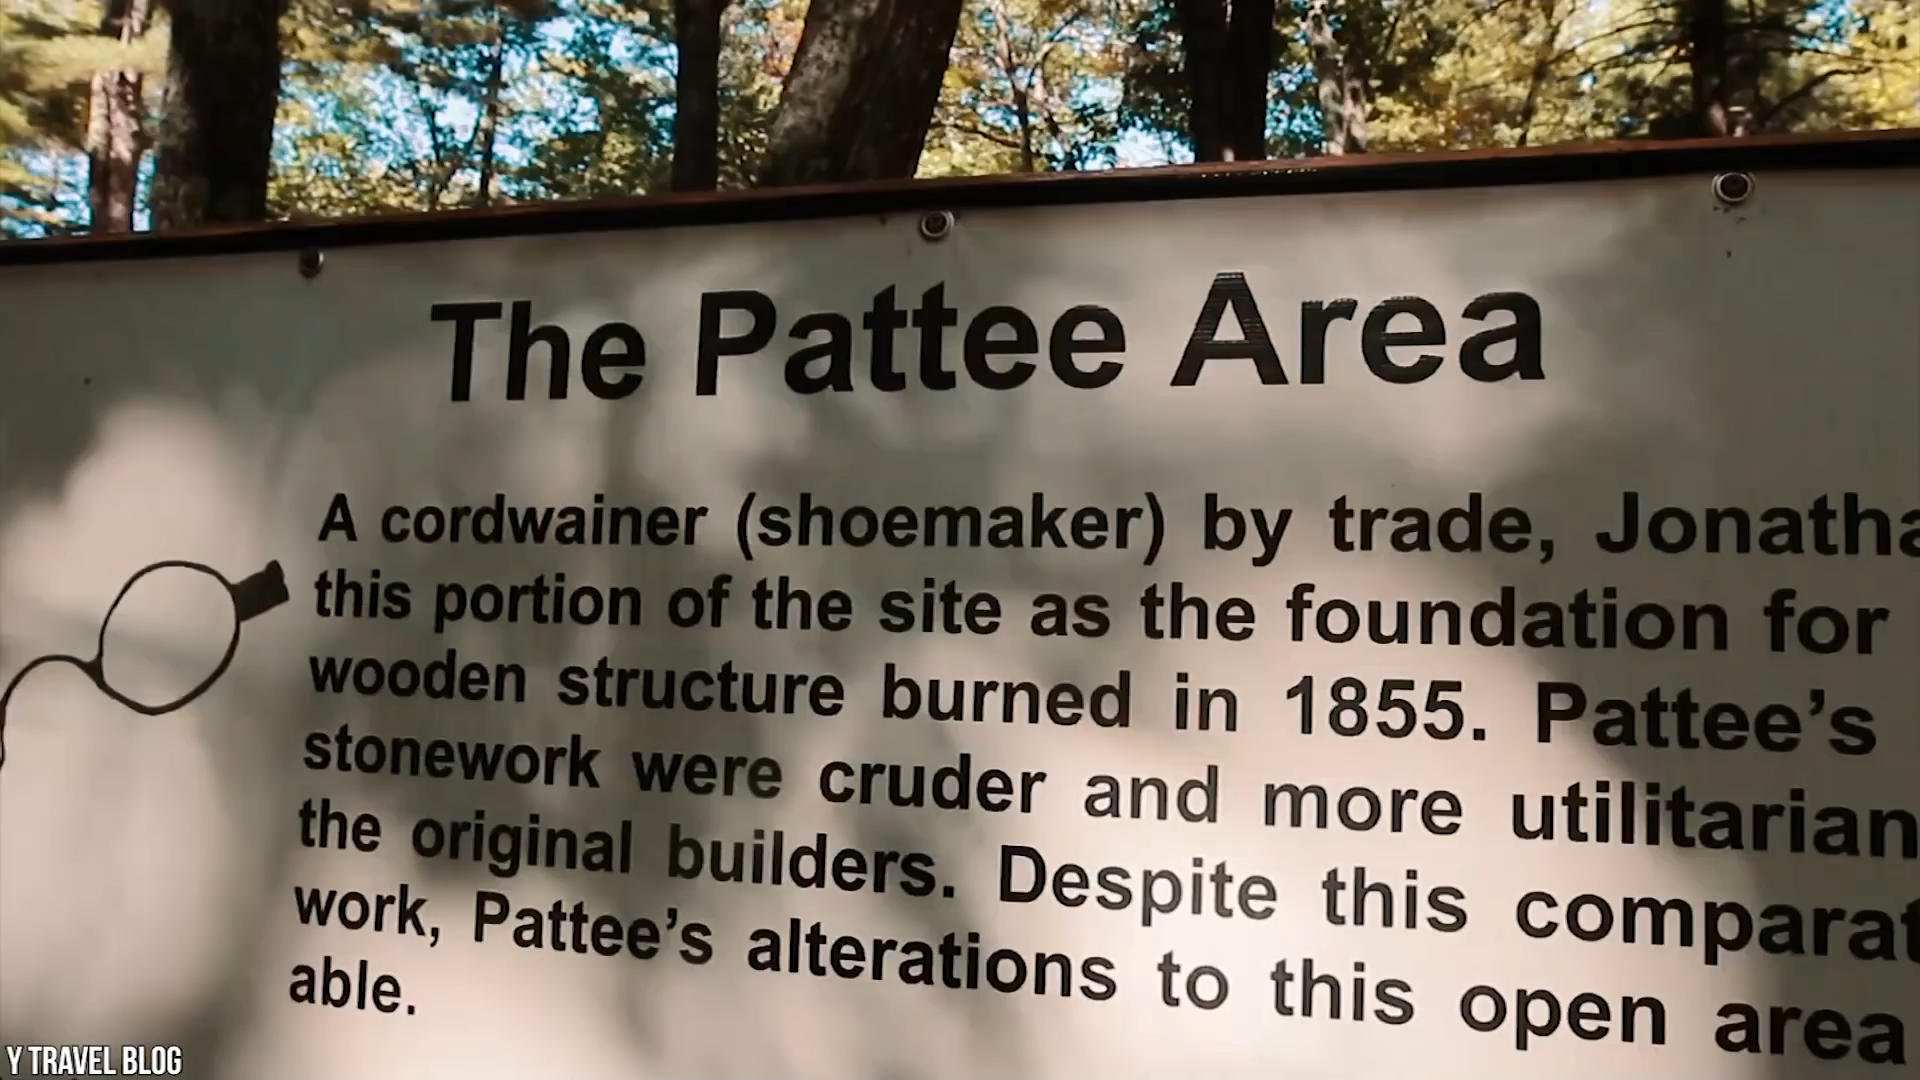 The Pattee Area
A cordwainer (shoemaker) by trade, Jonatha
this portion of the site as the foundation for
wooden structure burned in 1855. Pattee’s
stonework were cruder and more utilitarian
the original builders. Despite this comparat
work, Pattee’s alterations to this open area
able.
Y TRAVEL BLOG